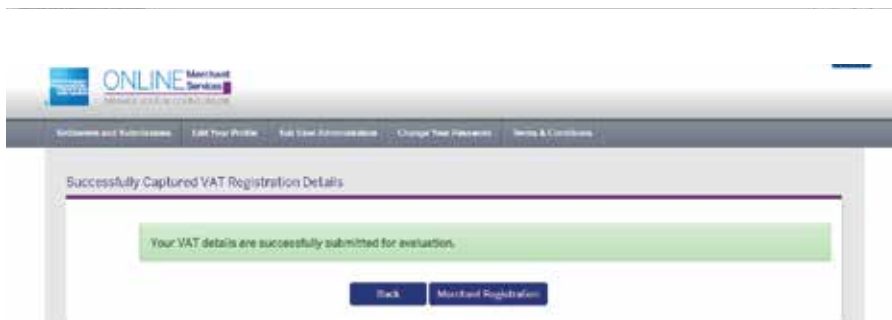 ONLINE Merchant
Services
Settlement and Submissions Edit Your Profile Sub User Administration Change Your Password Terms & Conditions
Successfully Captured VAT Registration Details
Your VAT details are successfully submitted for evaluation.
Back Merchant Registration